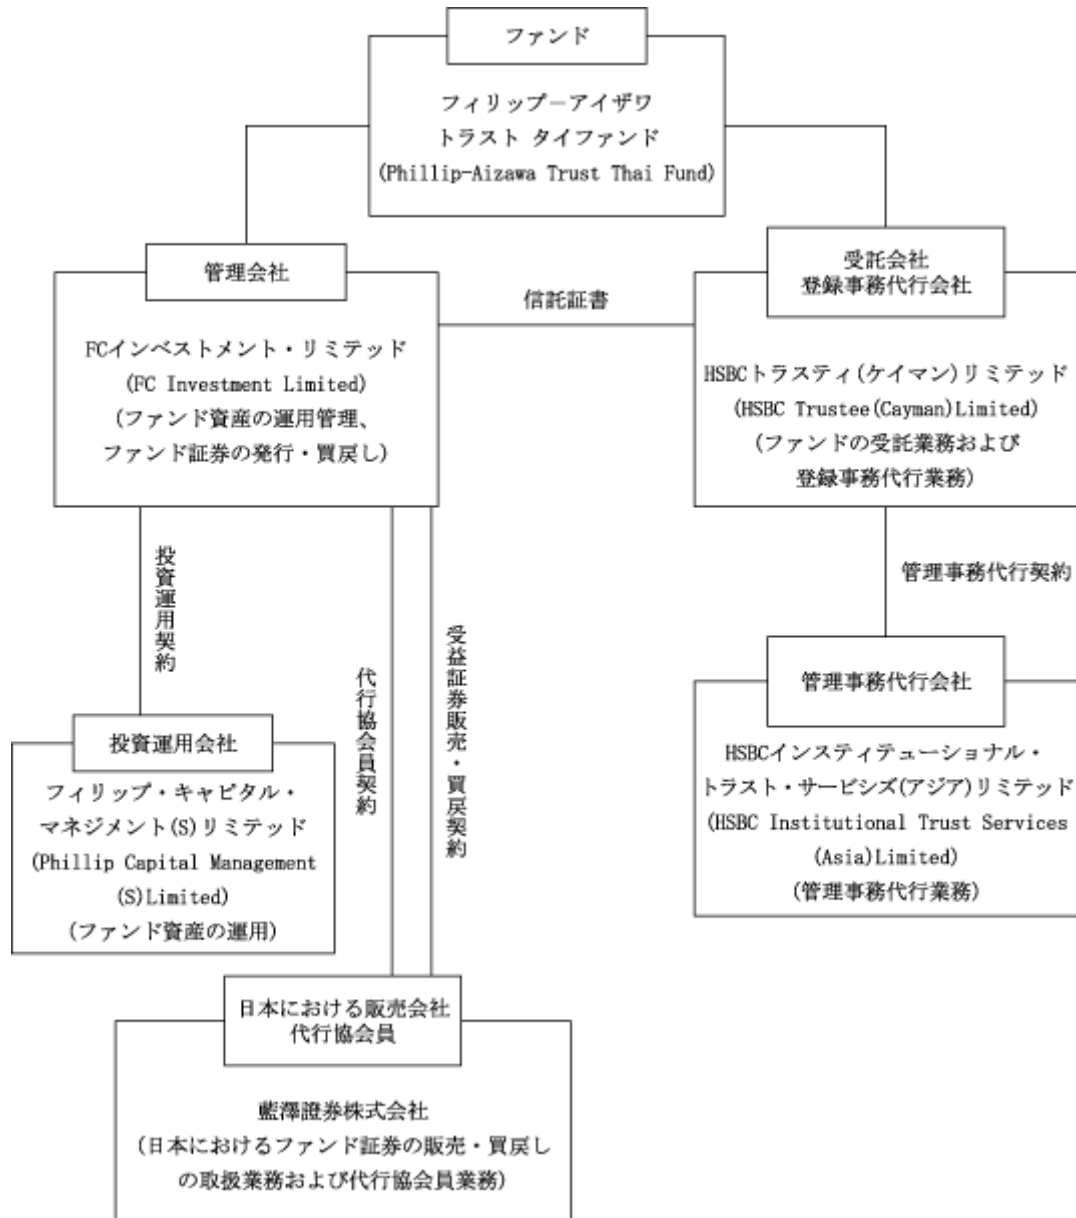 ファンド
フィリップ－アイザワ
トラスト タイファンド
(Phillip-Aizawa Trust Thai Fund)
管理会社
FCインベストメント・リミテッド
(FC Investment Limited)
(ファンド資産の運用管理、
ファンド証券の発行・買戻し)
信託証書
受託会社
登録事務代行会社
HSBCトラスティ(ケイマン)リミテッド
(HSBC Trustee(Cayman)Limited)
(ファンドの受託業務および
登録事務代行業務)
投資運用契約
代行協会員契約
受益証券販売・買戻契約
管理事務代行契約
投資運用会社
フィリップ・キャピタル・
マネジメント(S)リミテッド
(Phillip Capital Management
(S)Limited)
(ファンド資産の運用)
管理事務代行会社
HSBCインスティテューショナル・
トラスト・サービシズ(アジア)リミテッド
(HSBC Institutional Trust Services
(Asia)Limited)
(管理事務代行業務)
日本における販売会社
代行協会員
藍澤證券株式会社
(日本におけるファンド証券の販売・買戻し
の取扱業務および代行協会員業務)